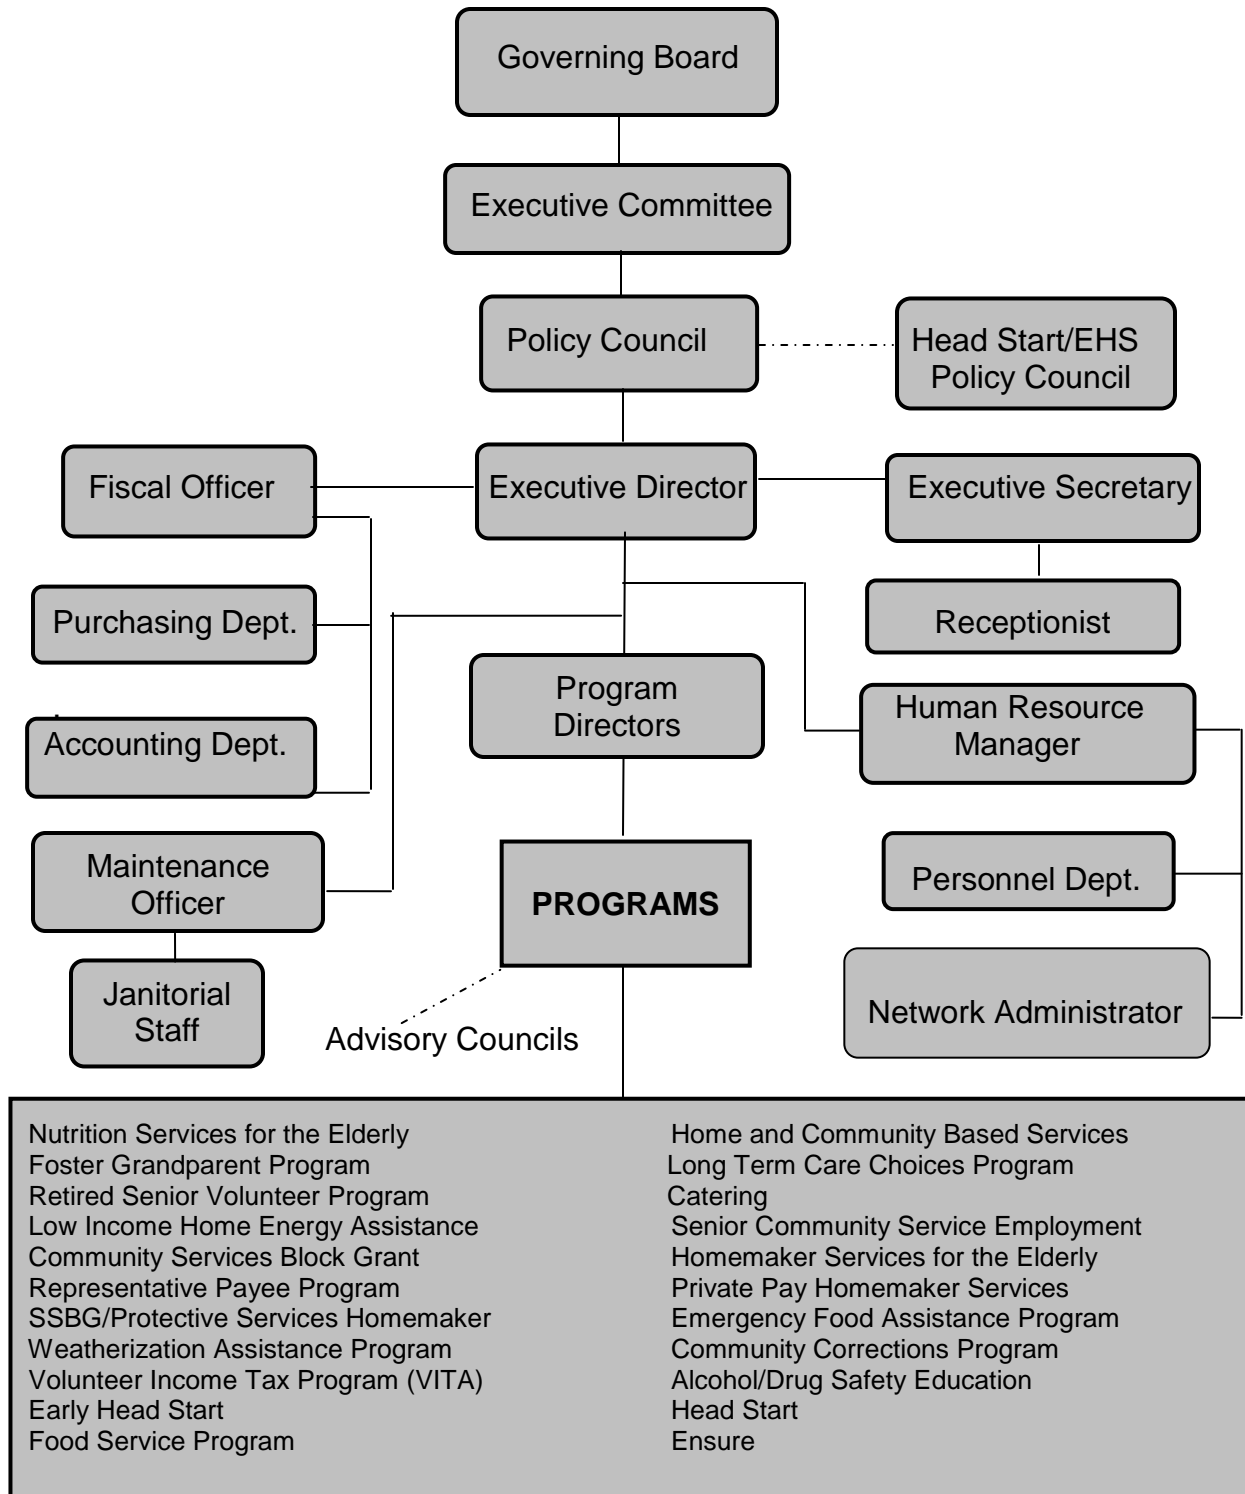 Governing Board
Executive Committee
Policy Council
Head Start/EHS
Policy Council
Fiscal Officer
Executive Director
Executive Secretary
Purchasing Dept.
Receptionist
Program
Directors
Human Resource
Manager
Accounting Dept.
Maintenance
Officer
PROGRAMS
Personnel Dept.
Janitorial
Staff
Advisory Councils
Network Administrator
Nutrition Services for the Elderly
Foster Grandparent Program
Retired Senior Volunteer Program
Low Income Home Energy Assistance
Community Services Block Grant
Representative Payee Program
SSBG/Protective Services Homemaker
Weatherization Assistance Program
Volunteer Income Tax Program (VITA)
Early Head Start
Food Service Program
Home and Community Based Services
Long Term Care Choices Program
Catering
Senior Community Service Employment
Homemaker Services for the Elderly
Private Pay Homemaker Services
Emergency Food Assistance Program
Community Corrections Program
Alcohol/Drug Safety Education
Head Start
Ensure